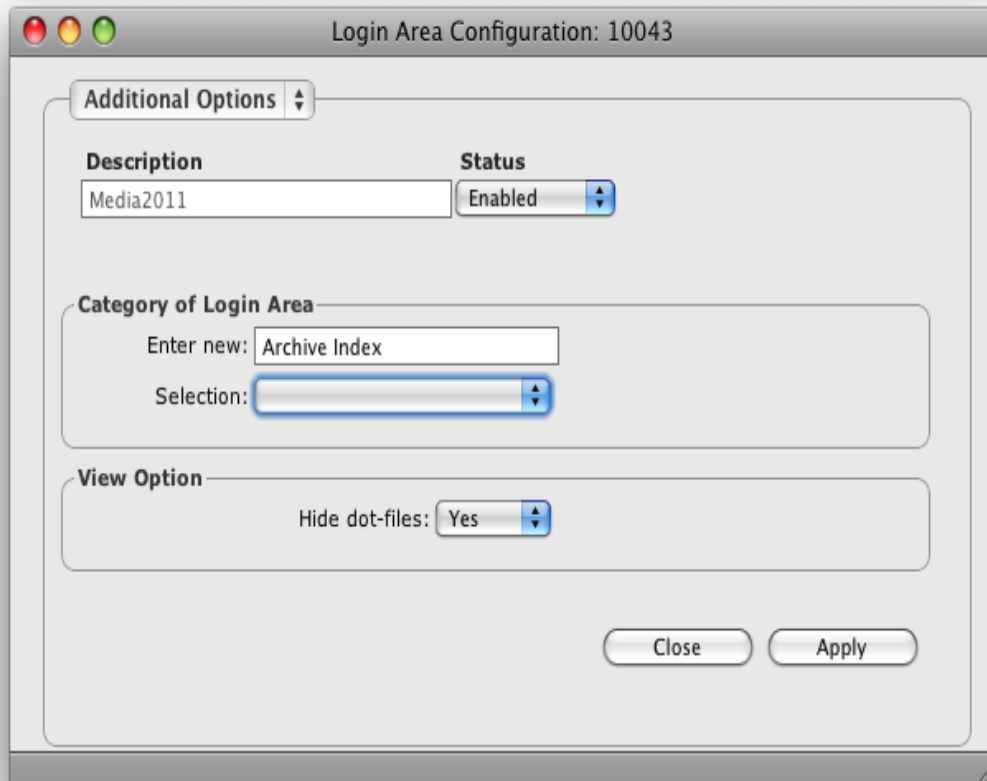 Login Area Configuration: 10043
Additional Options
Description Status
Media2011 Enabled
Category of Login Area
Enter new: Archive Index
Selection:
View Option
Hide dot-files: Yes
Close Apply